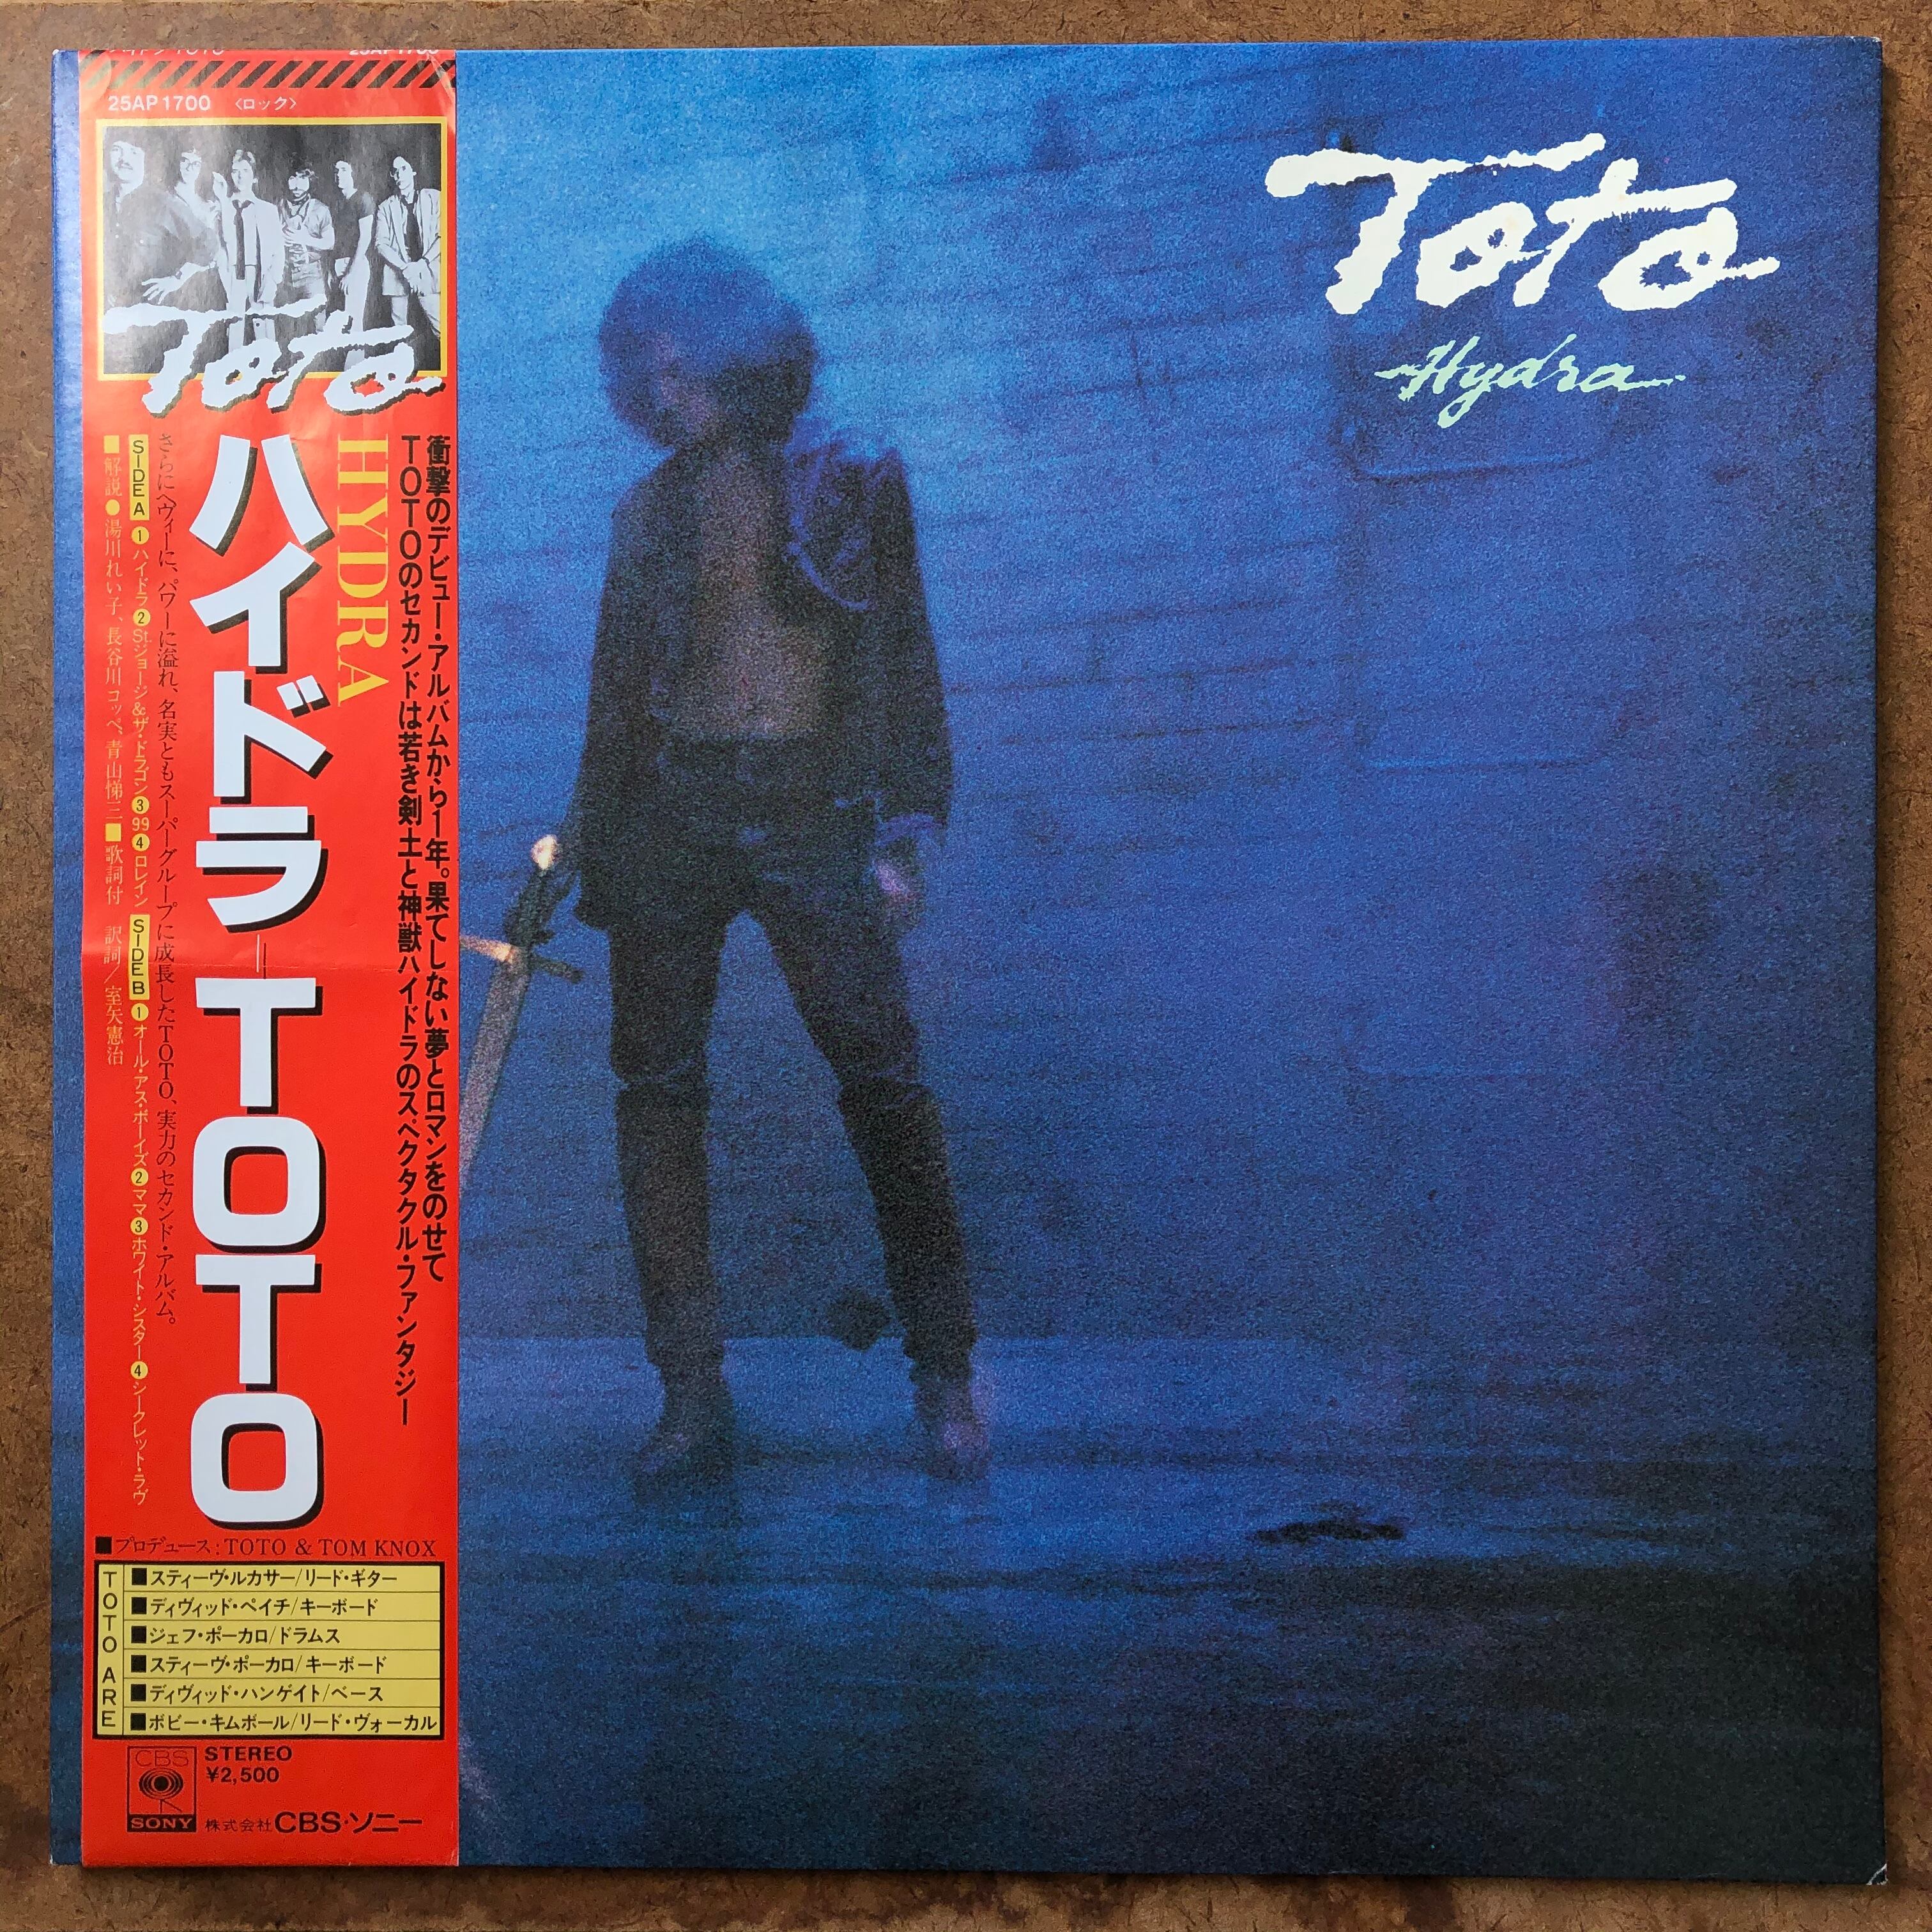 ハイドラ TOTO
25AP1700
25AP1700 〈ロック〉
Toto
衝撃のデビュー・アルバムから1年。果てしない夢とロマンをのせて
TOTOのセカンドは若き剣士と神獣ハイドラのスペクタクル・ファンタジー
HYDRA
ハイドラ—TOTO
さらにヘヴィーに、パワーに溢れ、名実ともスーパーグループに成長したTOTO、実力のセカンド・アルバム。
SIDE A ①ハイドラ②St.ジョージ&ザ・ドラゴン③99④ロレイン SIDE B ①オール・アス・ボーイズ②ママ③ホワイト・シスター④シークレット・ラヴ
■解説●湯川れい子、長谷川コッペ、青山悌三■歌詞付 訳詞／室矢憲治
■プロデュース:TOTO & TOM KNOX
TOTO ARE
■スティーヴ・ルカサー/リード・ギター
■ディヴィッド・ペイチ/キーボード
■ジェフ・ポーカロ/ドラムス
■スティーヴ・ポーカロ/キーボード
■ディヴィッド・ハンゲイト/ベース
■ボビー・キムボール/リード・ヴォーカル
CBS
SONY
STEREO
¥2,500
株式会社CBS・ソニー
Toto
Hydra